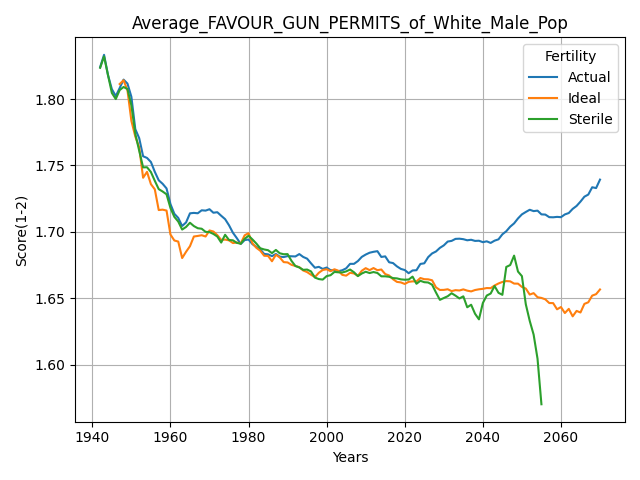 Average_FAVOUR_GUN_PERMITS_of_White_Male_Pop
Fertility
Actual
Ideal
Sterile
Score(1-2)
1.80
1.75
1.70
1.65
1.60
1940 1960 1980 2000 2020 2040 2060
Years